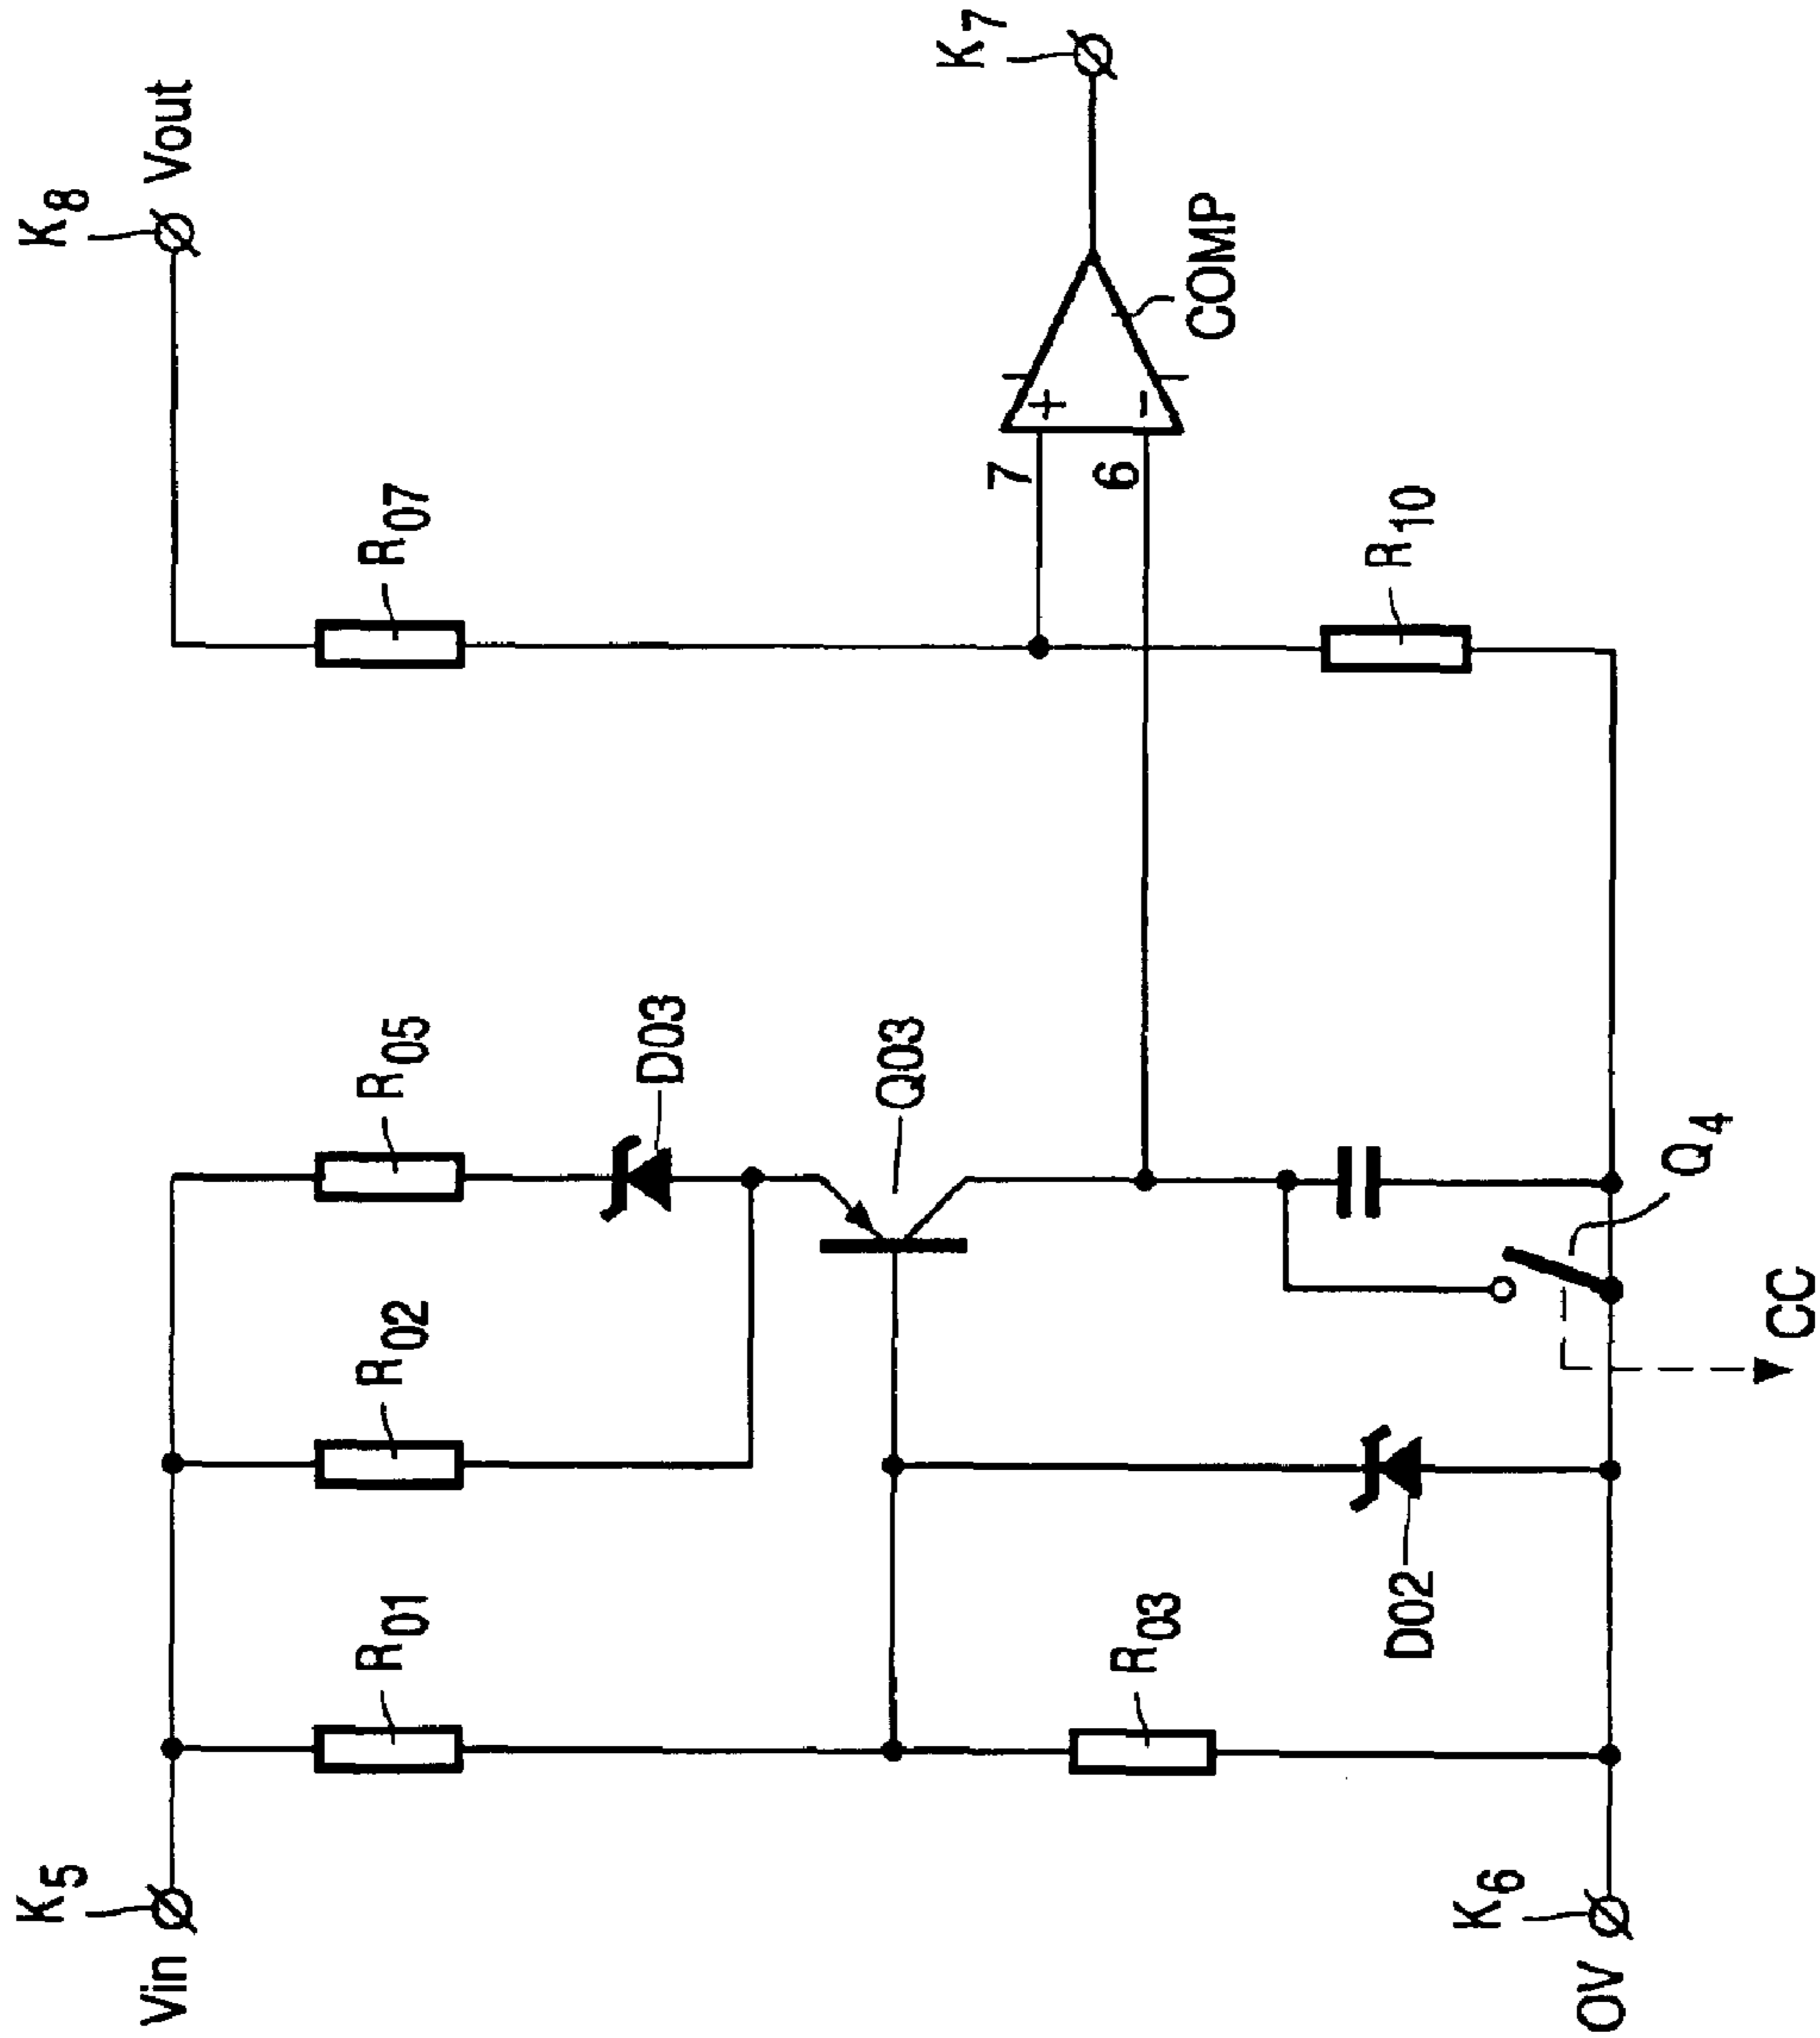 K5
Vin
K6
0V
R01
R03
D02
R02
R05
D03
Q03
Q4
CC
R07
R10
7
6
+
-
COMP
K8
Vout
K7